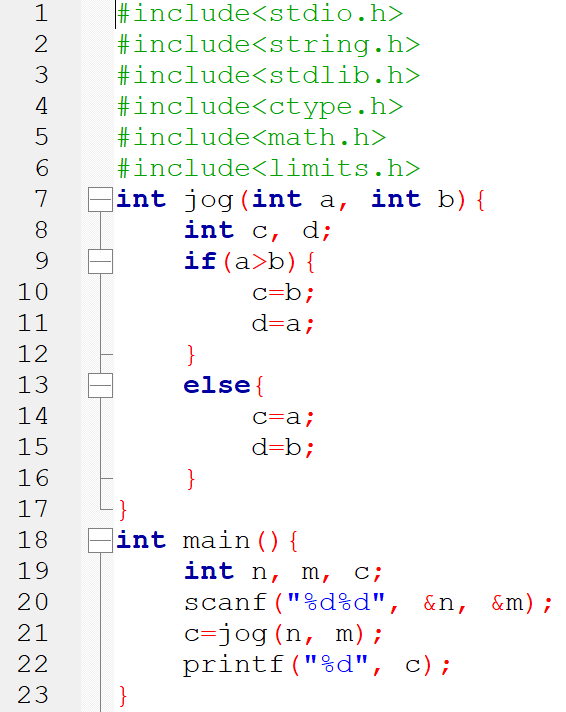 1 #include<stdio.h>
2 #include<string.h>
3 #include<stdlib.h>
4 #include<ctype.h>
5 #include<math.h>
6 #include<limits.h>
7 int jog(int a, int b){
8 int c, d;
9 if(a>b){
10 c=b;
11 d=a;
12 }
13 else{
14 c=a;
15 d=b;
16 }
17 }
18 int main(){
19 int n, m, c;
20 scanf("%d%d", &n, &m);
21 c=jog(n, m);
22 printf("%d", c);
23 }